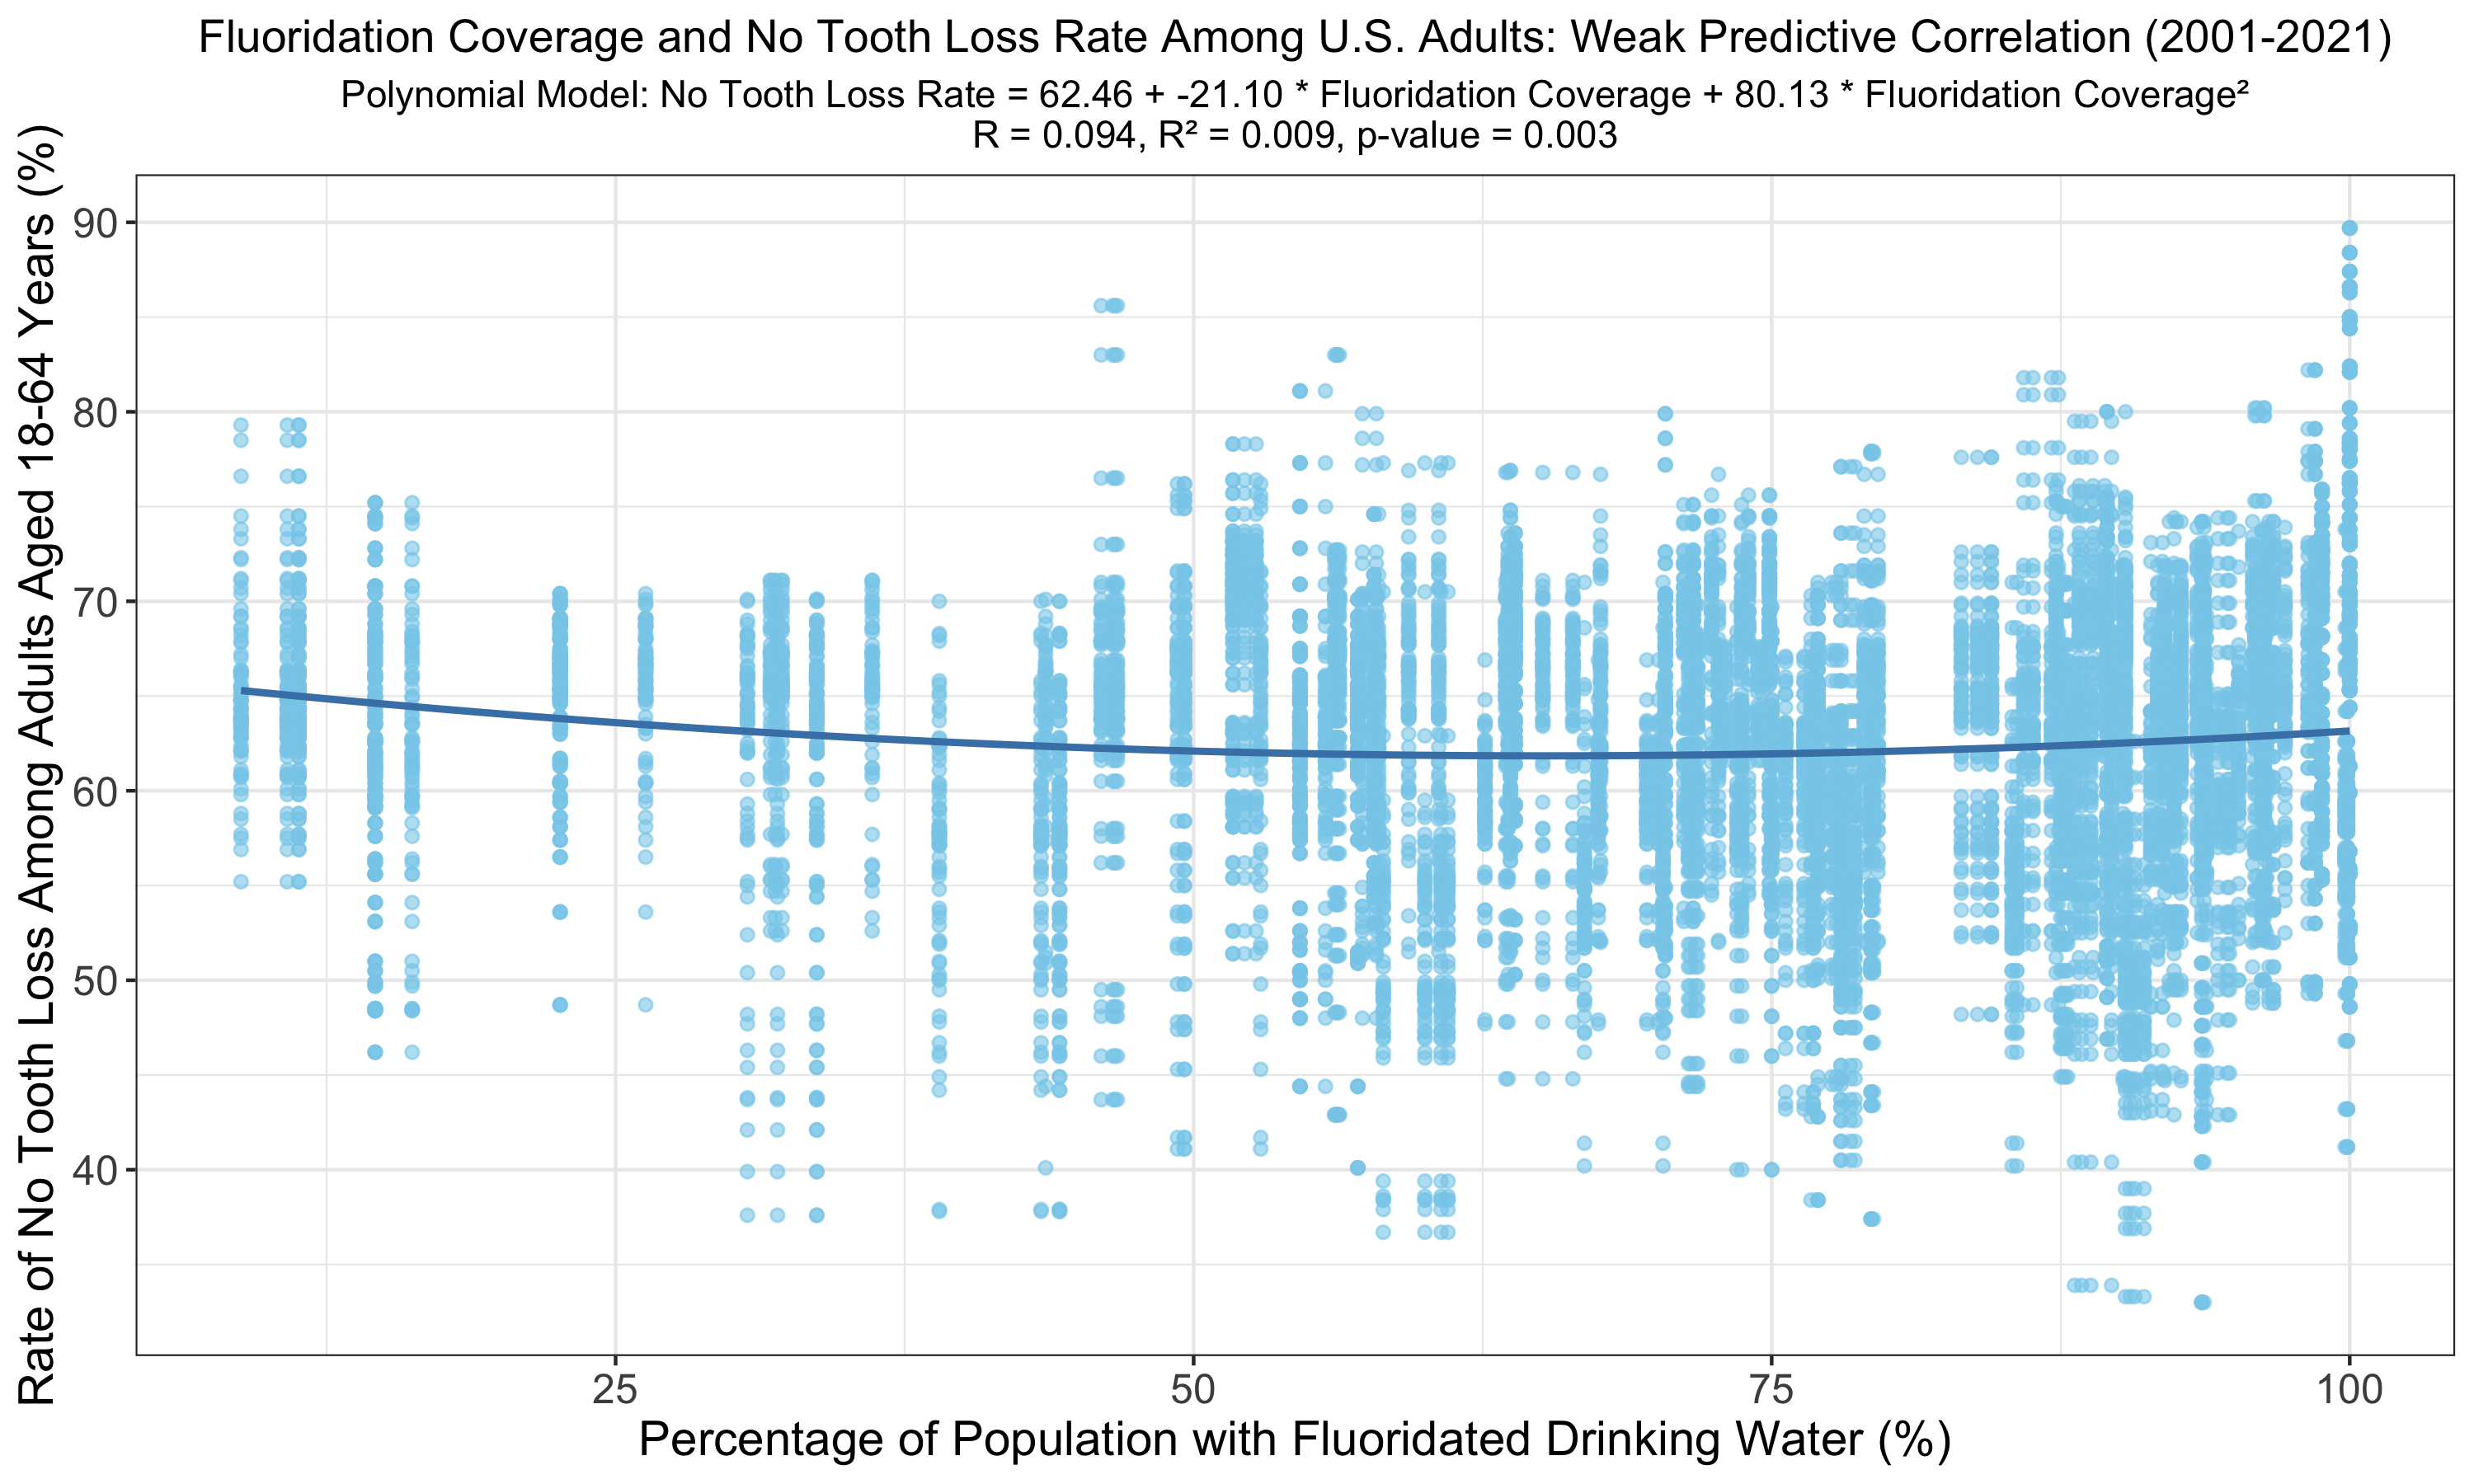 Fluoridation Coverage and No Tooth Loss Rate Among U.S. Adults: Weak Predictive Correlation (2001-2021)
Polynomial Model: No Tooth Loss Rate = 62.46 + -21.10 * Fluoridation Coverage + 80.13 * Fluoridation Coverage²
R = 0.094, R² = 0.009, p-value = 0.003
Rate of No Tooth Loss Among Adults Aged 18-64 Years (%)
90
80
70
60
50
40
25 50 75 100
Percentage of Population with Fluoridated Drinking Water (%)